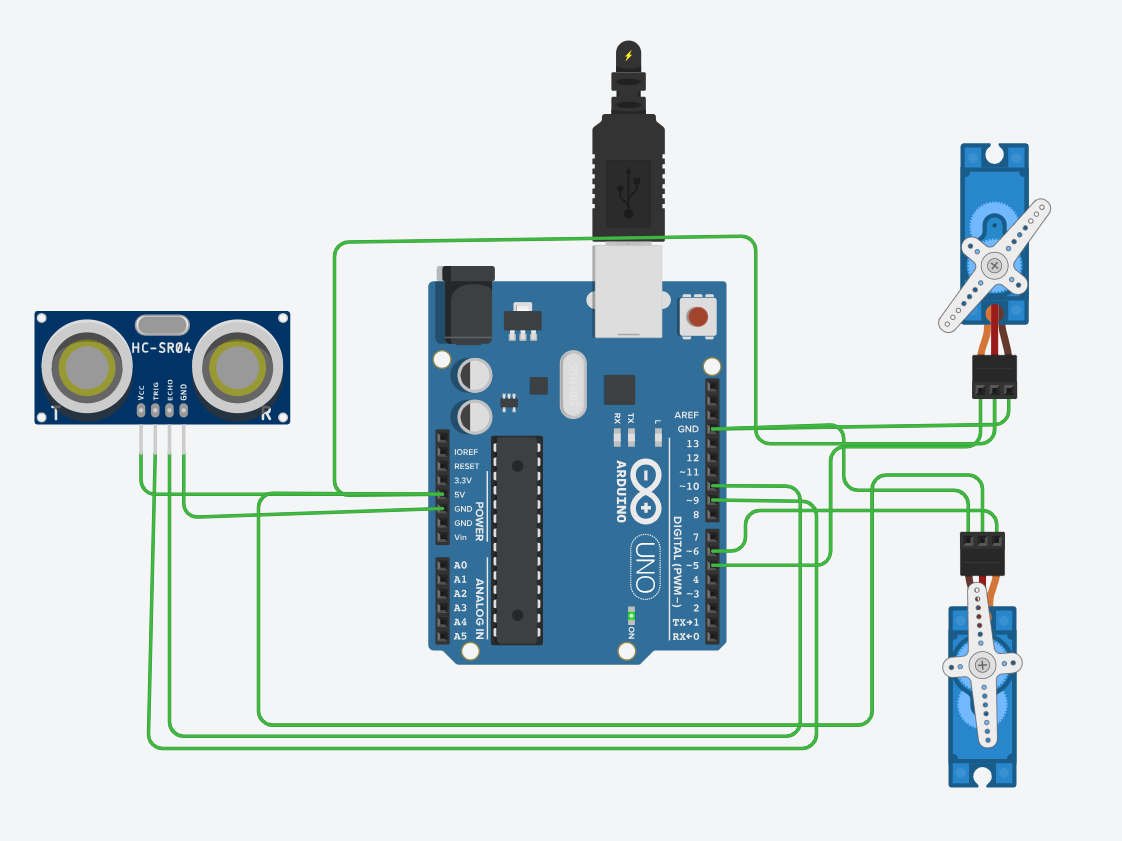 HC-SR04
VCC
TRIG
ECHO
GND
T
R
IOREF
RESET
3.3V
5V
GND
GND
Vin
POWER
A0
A1
A2
A3
A4
A5
ANALOG IN
RX
TX
L
ARDUINO
UNO
ON
AREF
GND
13
12
~11
~10
~9
8
7
~6
~5
4
~3
2
TX→1
RX←0
DIGITAL (PWM~)